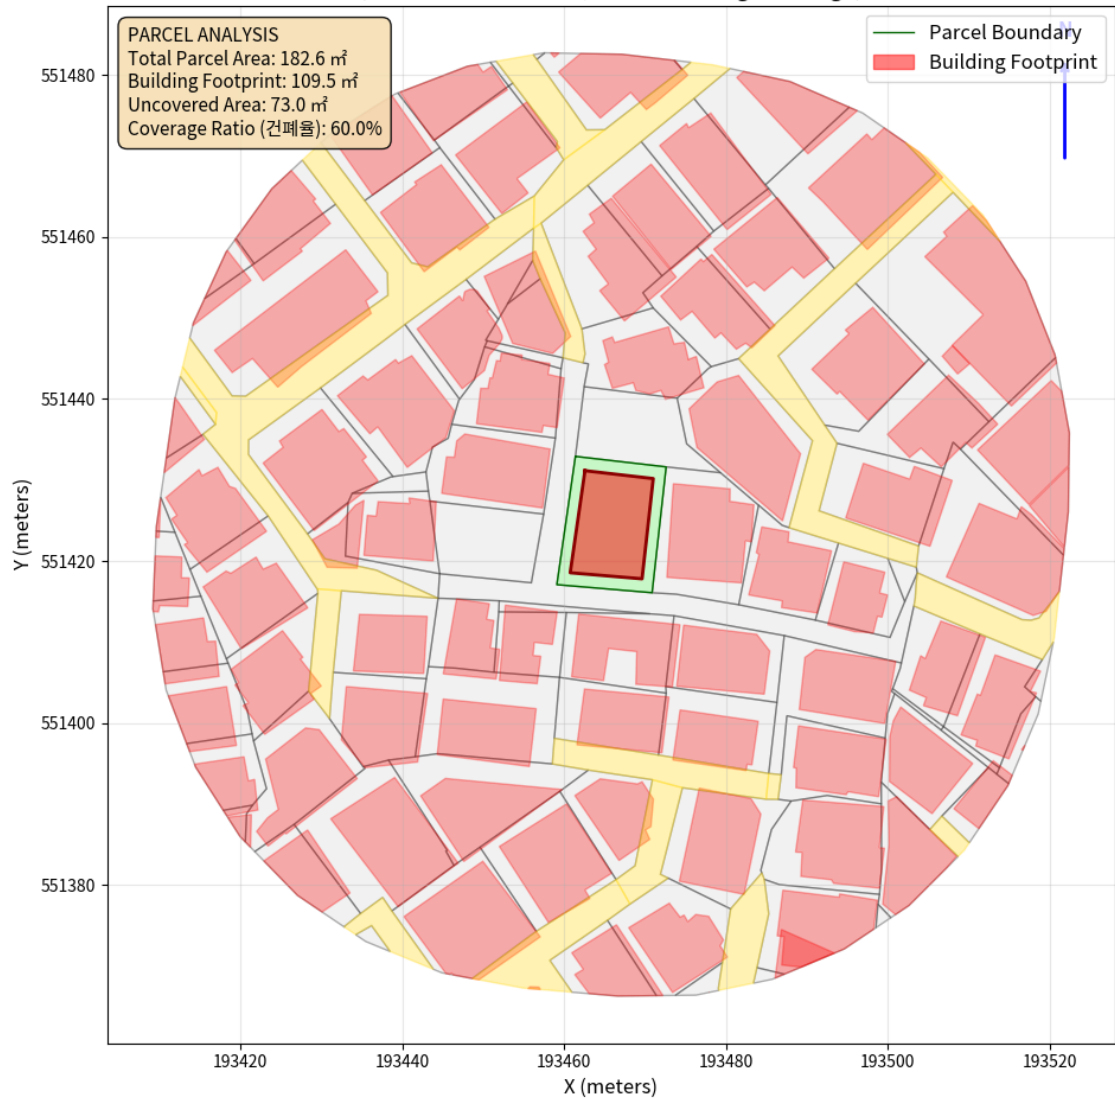 PARCEL ANALYSIS
Total Parcel Area: 182.6 ㎡
Building Footprint: 109.5 ㎡
Uncovered Area: 73.0 ㎡
Coverage Ratio (건폐율): 60.0%
N
Parcel Boundary
Building Footprint
551480
551460
551440
551420
551400
551380
Y (meters)
193420
193440
193460
193480
193500
193520
X (meters)